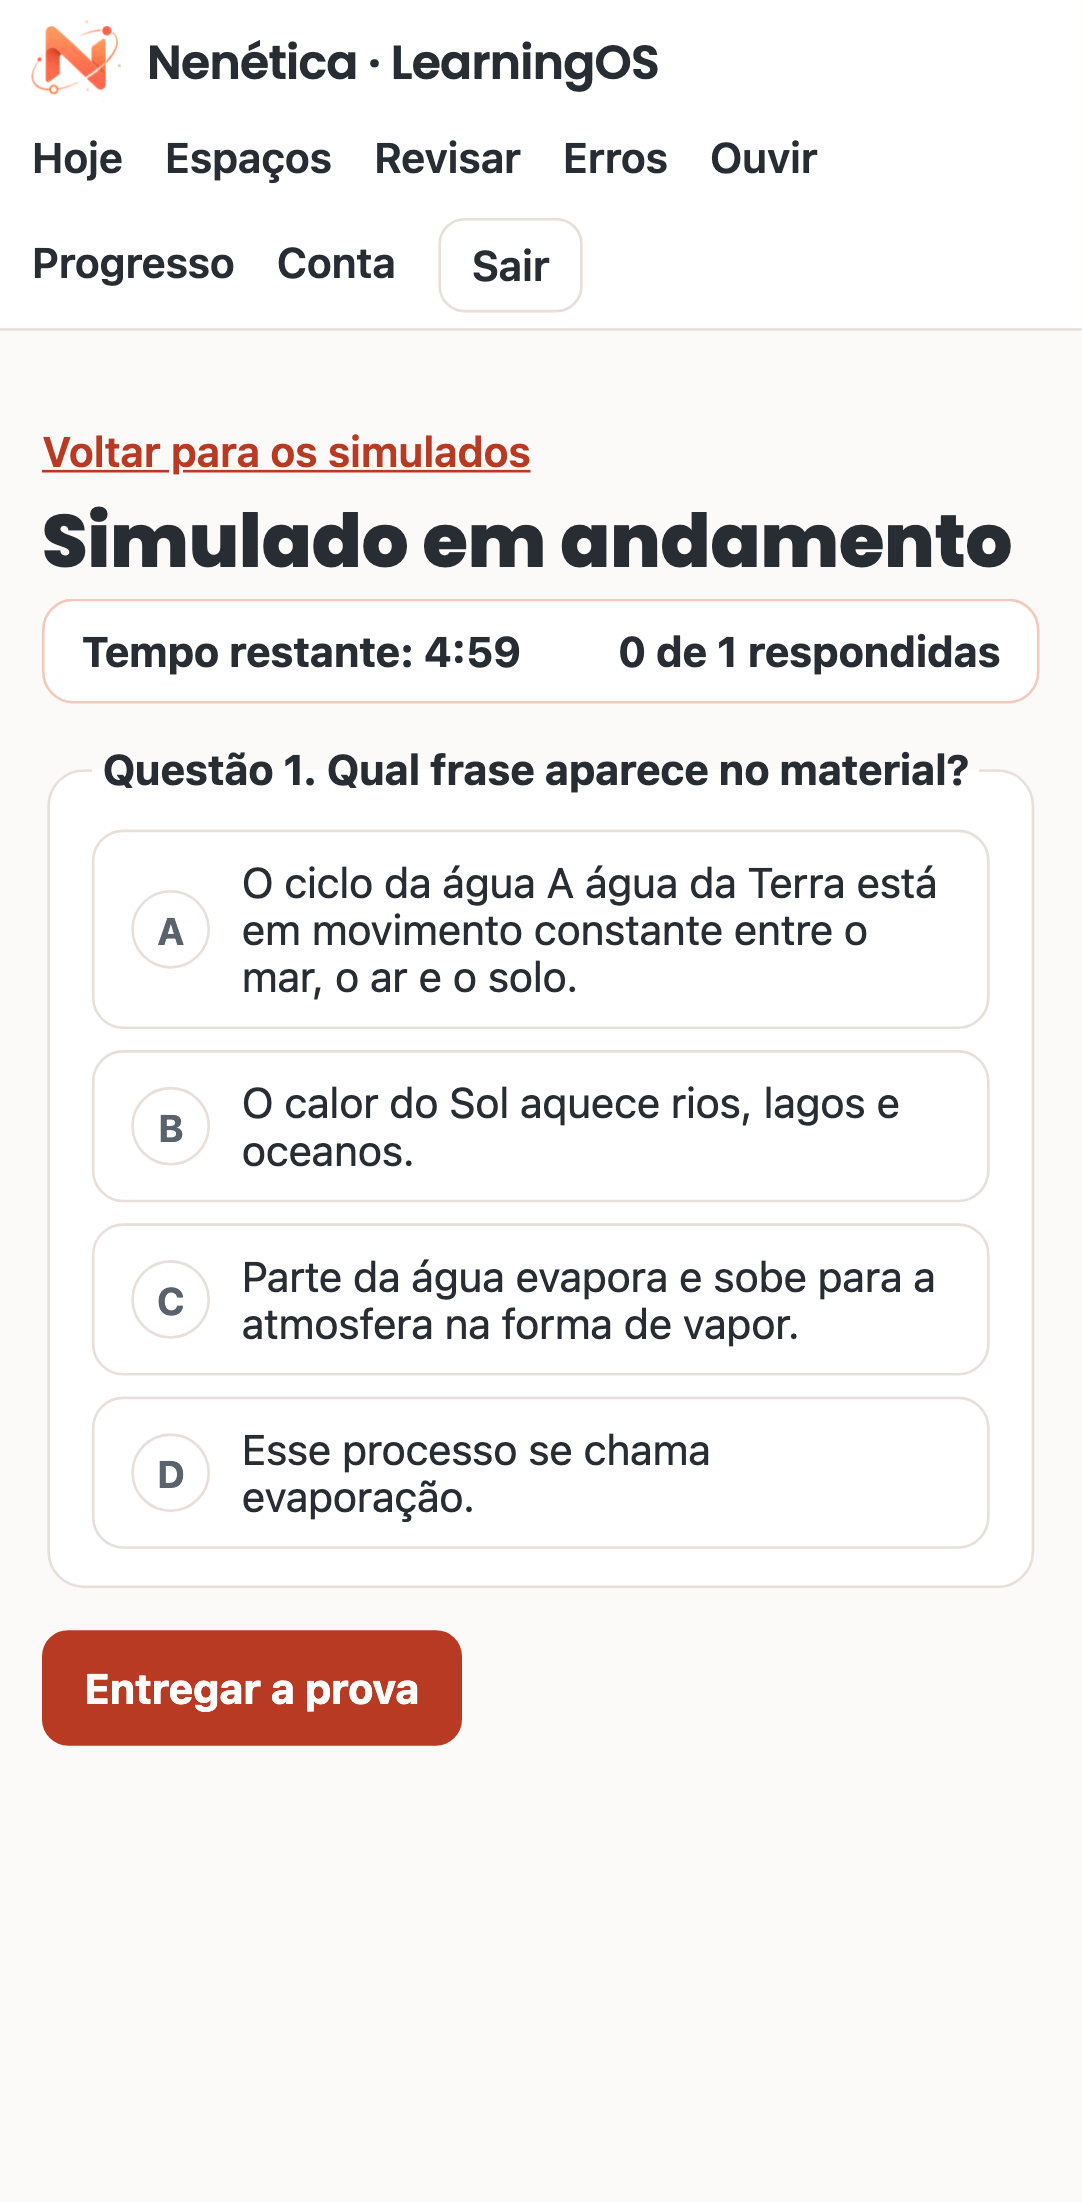 Nenética · LearningOS
Hoje Espaços Revisar Erros Ouvir
Progresso Conta Sair
Voltar para os simulados
Simulado em andamento
Tempo restante: 4:59 0 de 1 respondidas
Questão 1. Qual frase aparece no material?
A
O ciclo da água A água da Terra está
em movimento constante entre o
mar, o ar e o solo.
B
O calor do Sol aquece rios, lagos e
oceanos.
C
Parte da água evapora e sobe para a
atmosfera na forma de vapor.
D
Esse processo se chama
evaporação.
Entregar a prova